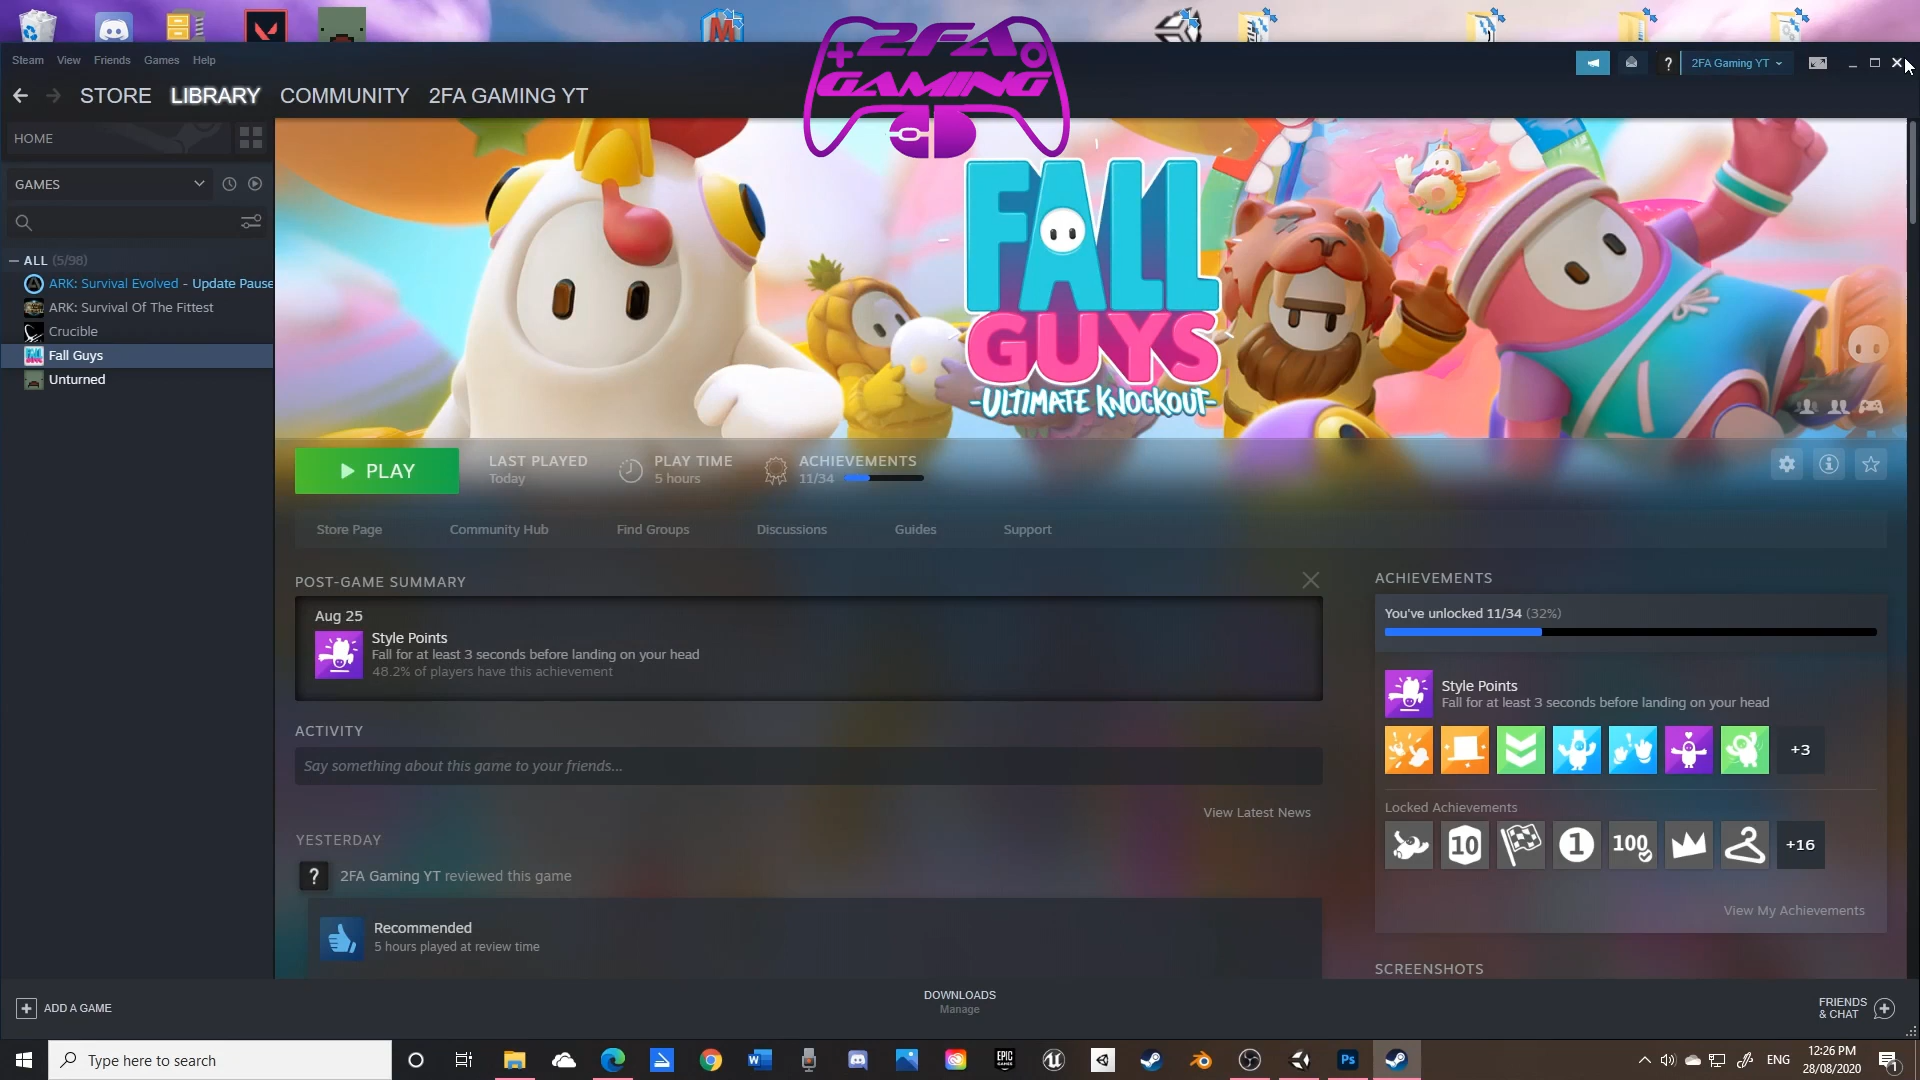 2FA
GAMING
Steam View Friends Games Help
2FA Gaming YT
STORE LIBRARY COMMUNITY 2FA GAMING YT
HOME
GAMES
ALL (5/98)
ARK: Survival Evolved - Update Pause
ARK: Survival Of The Fittest
Crucible
Fall Guys
Unturned
FALL
GUYS
-ULTIMATE KNOCKOUT-
PLAY
LAST PLAYED
Today
PLAY TIME
5 hours
ACHIEVEMENTS
11/34
Store Page Community Hub Find Groups Discussions Guides Support
POST-GAME SUMMARY
Aug 25
Style Points
Fall for at least 3 seconds before landing on your head
48.2% of players have this achievement
ACTIVITY
Say something about this game to your friends...
View Latest News
YESTERDAY
2FA Gaming YT reviewed this game
Recommended
5 hours played at review time
ACHIEVEMENTS
You've unlocked 11/34 (32%)
Style Points
Fall for at least 3 seconds before landing on your head
+3
Locked Achievements
10 1 100 +16
View My Achievements
SCREENSHOTS
ADD A GAME
DOWNLOADS
Manage
FRIENDS
& CHAT
Type here to search
EPIC
GAMES
Ps
ENG
12:26 PM
28/08/2020
1